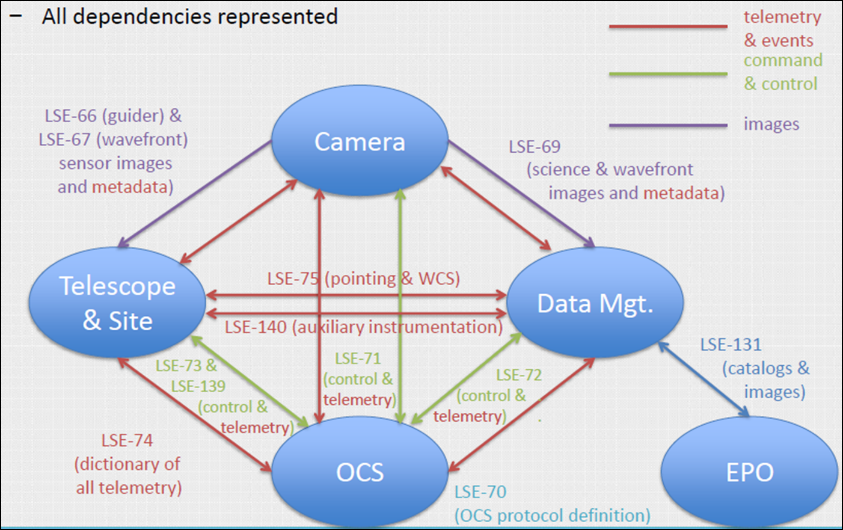 – All dependencies represented
telemetry
& events
command
& control
images
LSE-66 (guider) &
LSE-67 (wavefront)
sensor images
and metadata)
Camera
LSE-69
(science & wavefront
images and metadata)
Telescope
& Site
LSE-75 (pointing & WCS)
LSE-140 (auxiliary instrumentation)
Data Mgt.
LSE-73 &
LSE-139
(control &
telemetry)
LSE-71
(control &
telemetry)
LSE-72
(control &
telemetry)
LSE-131
(catalogs &
images)
LSE-74
(dictionary of
all telemetry)
OCS
EPO
LSE-70
(OCS protocol definition)